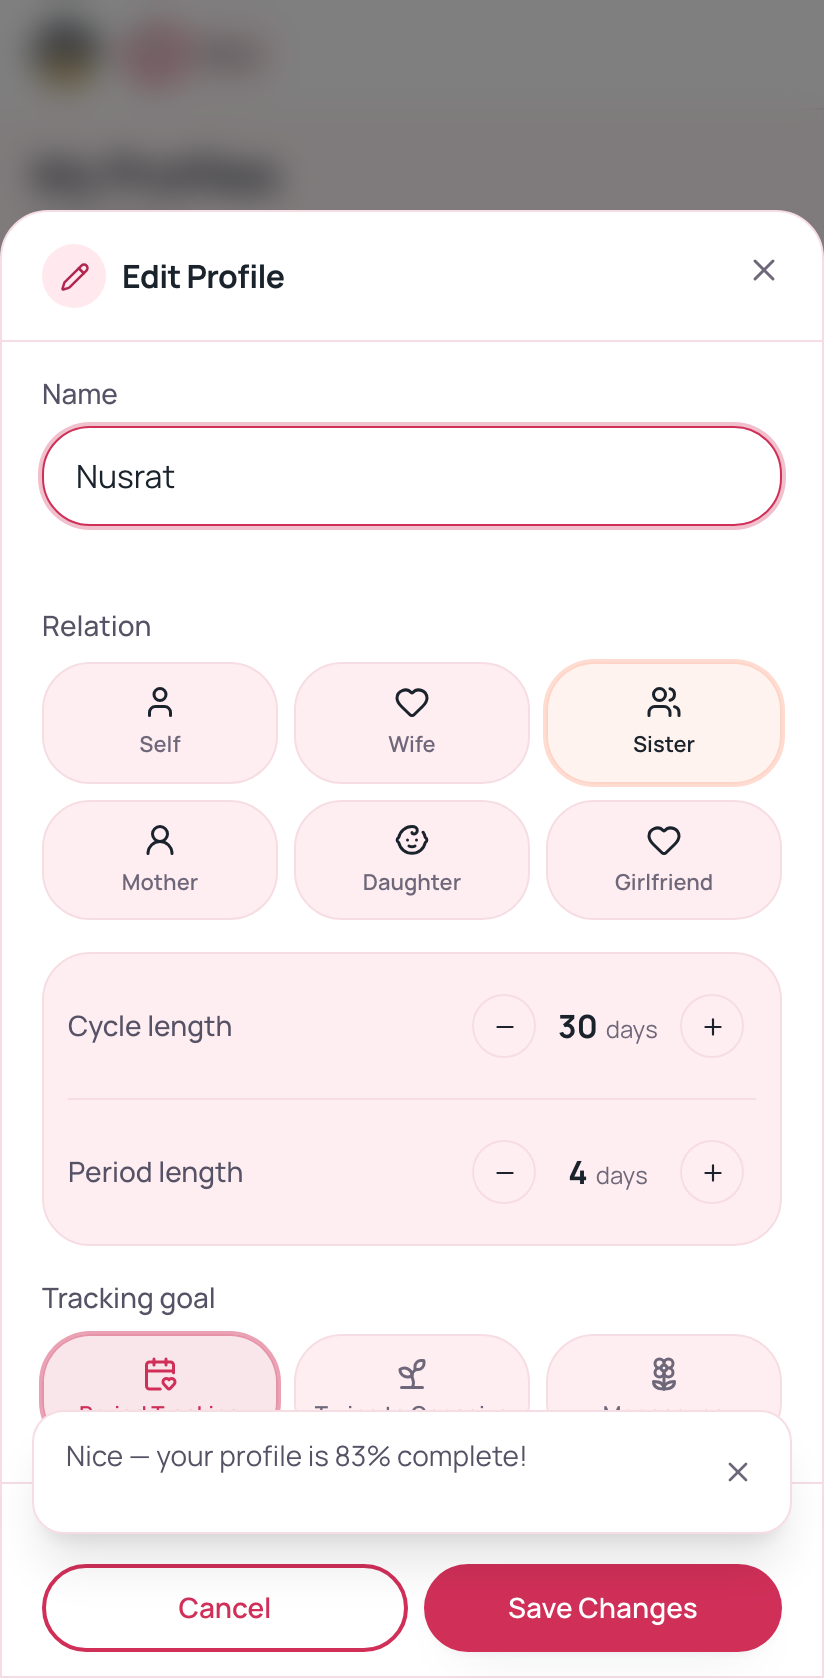 Edit Profile
Name
Nusrat
Relation
Self
Wife
Sister
Mother
Daughter
Girlfriend
Cycle length
30 days
Period length
4 days
Tracking goal
Nice — your profile is 83% complete!
Cancel
Save Changes